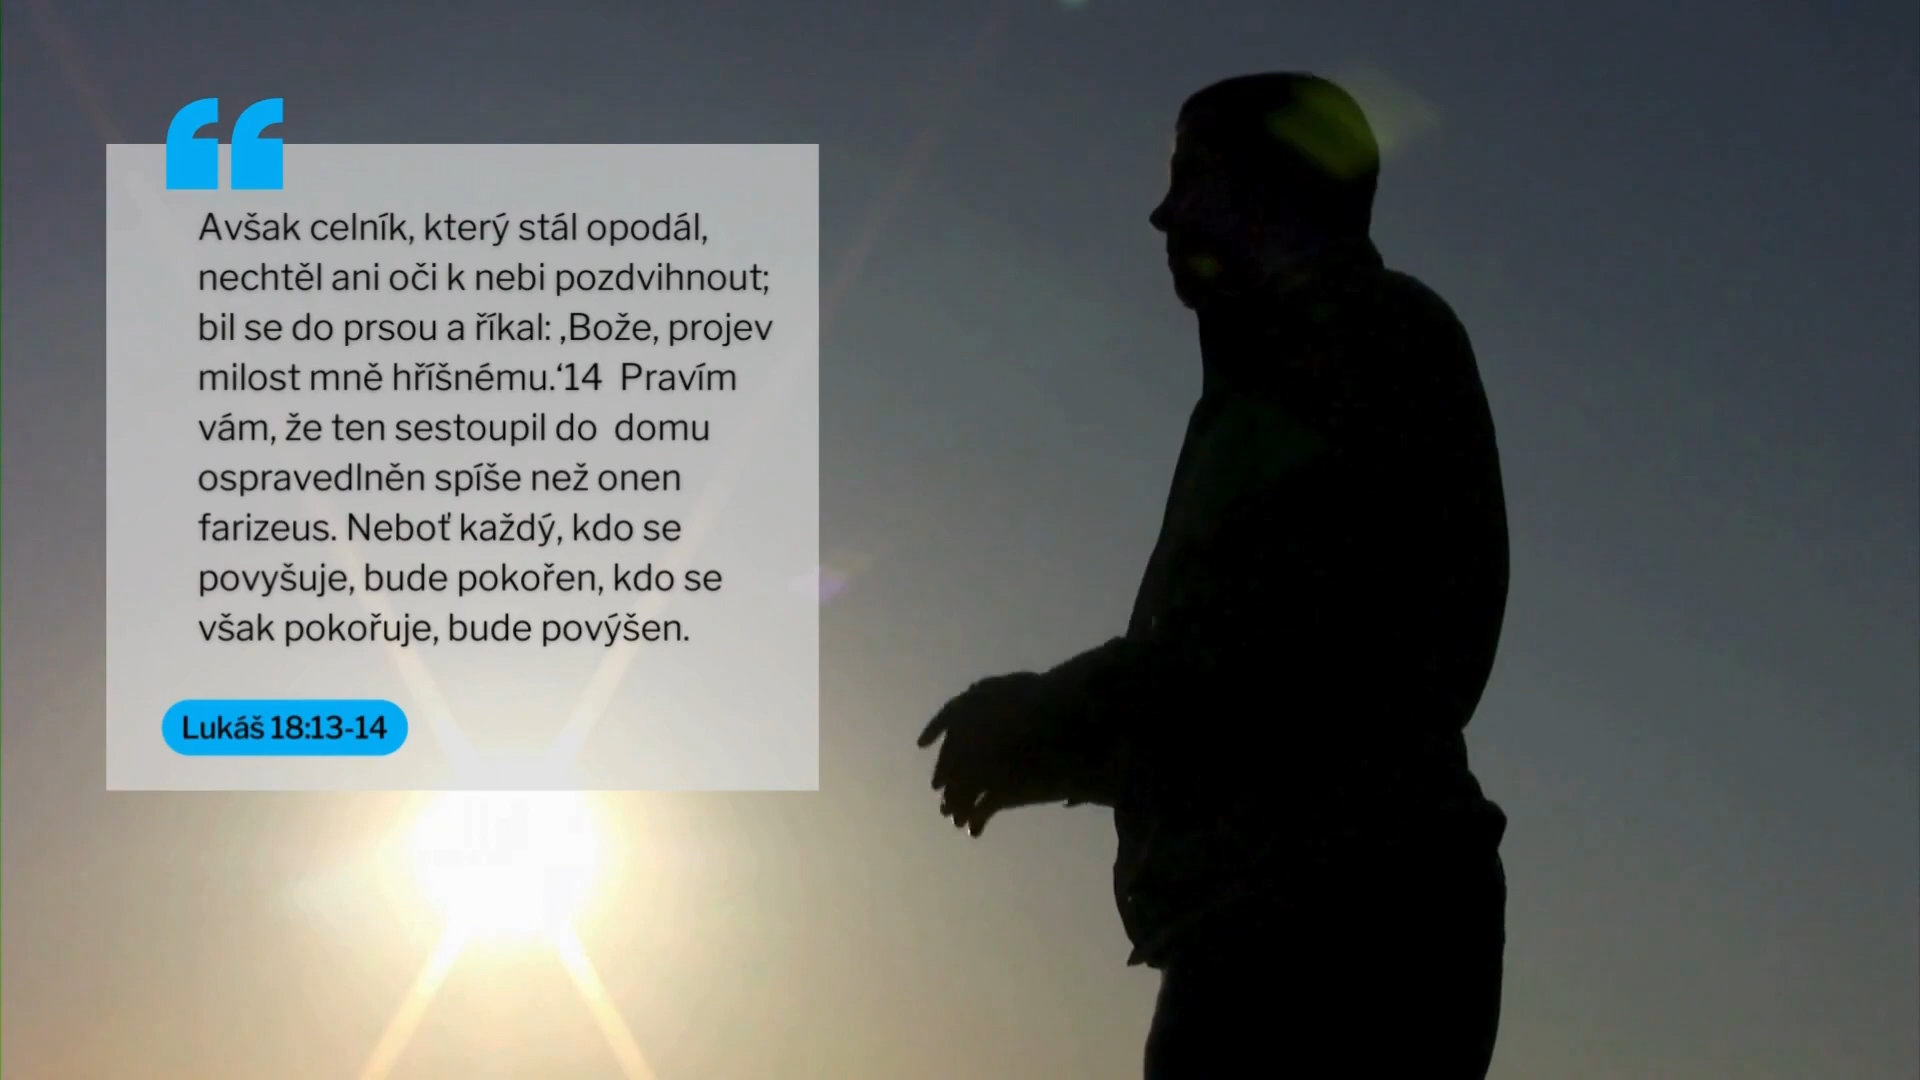 Avšak celník, který stál opodál,
nechtěl ani oči k nebi pozdvihnout;
bil se do prsou a říkal: ‚Bože, projev
milost mně hříšnému.‘14  Pravím
vám, že ten sestoupil do  domu
ospravedlněn spíše než onen
farizeus. Neboť každý, kdo se
povyšuje, bude pokořen, kdo se
však pokořuje, bude povýšen.
Lukáš 18:13-14